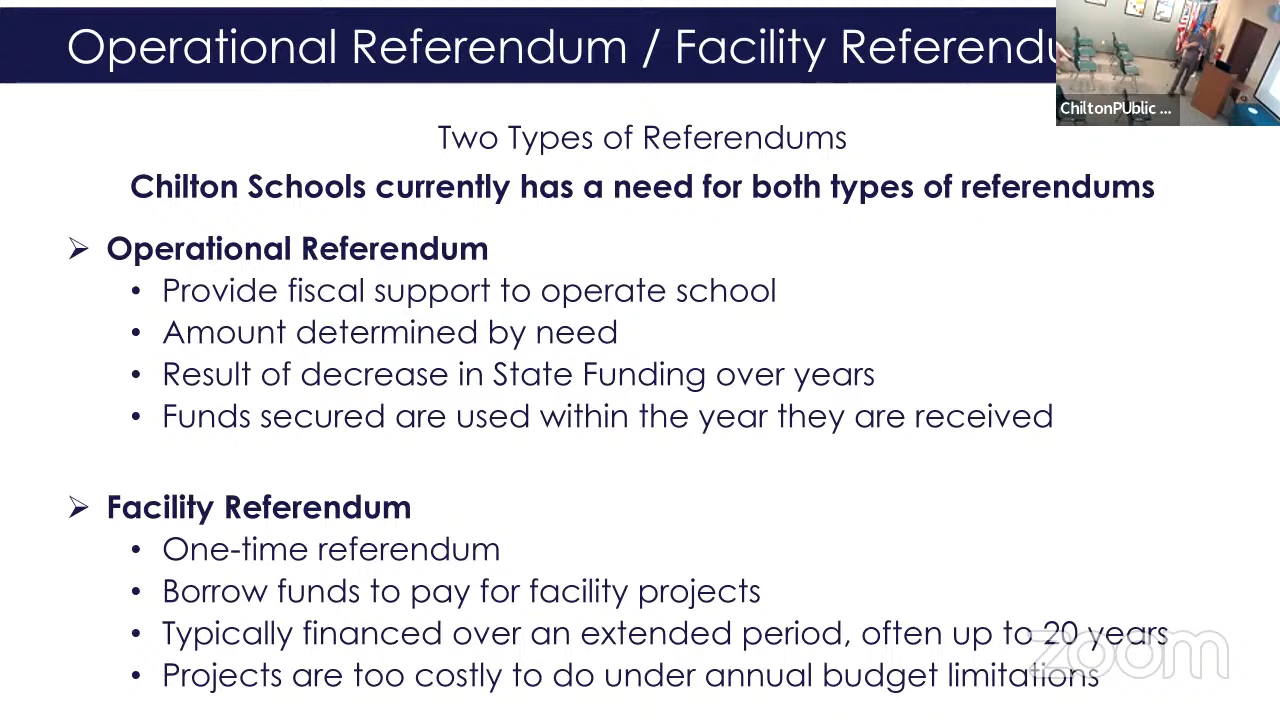 Operational Referendum / Facility Referendu
ChiltonPUblic ...
Two Types of Referendums
Chilton Schools currently has a need for both types of referendums
➢ Operational Referendum
• Provide fiscal support to operate school
• Amount determined by need
• Result of decrease in State Funding over years
• Funds secured are used within the year they are received
➢ Facility Referendum
• One-time referendum
• Borrow funds to pay for facility projects
• Typically financed over an extended period, often up to 20 years
• Projects are too costly to do under annual budget limitations
zoom